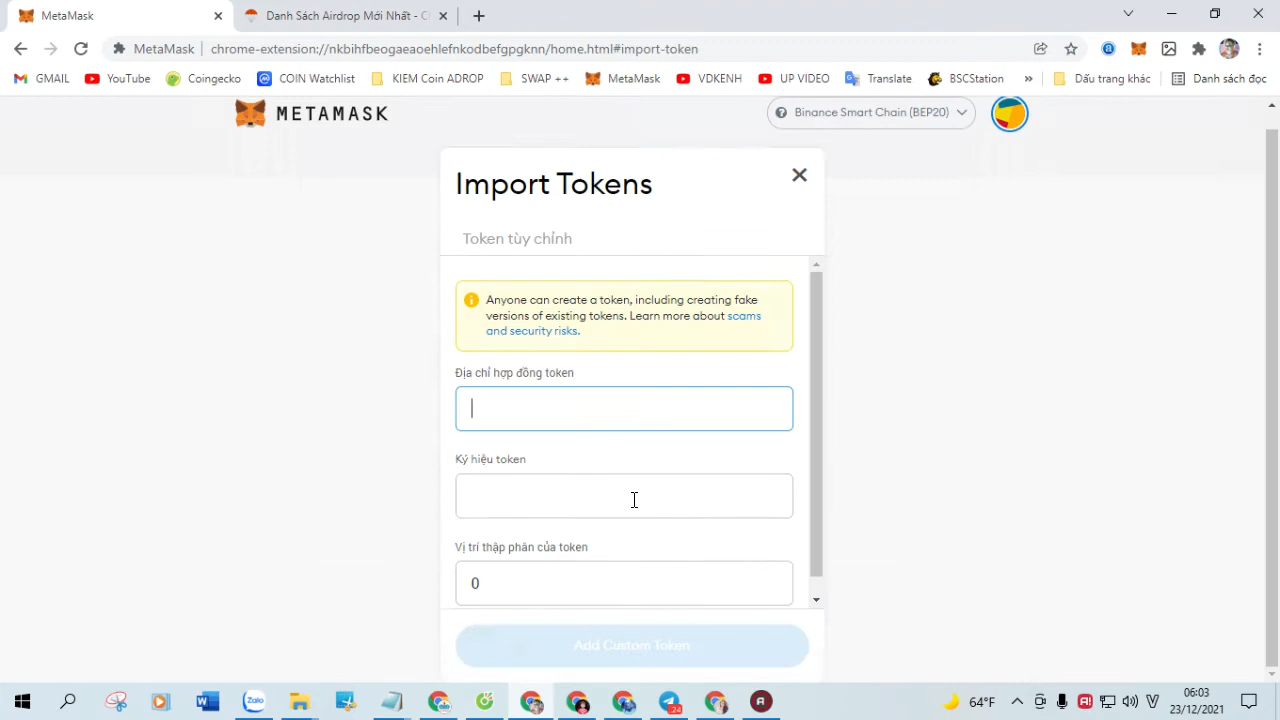 MetaMask
Danh Sách Airdrop Mới Nhất - C
MetaMask
chrome-extension://nkbihfbeogaeaoehlefnkodbefgpgknn/home.html#import-token
GMAIL
YouTube
Coingecko
COIN Watchlist
KIEM Coin ADROP
SWAP ++
MetaMask
VDKENH
UP VIDEO
Translate
BSCStation
»
Dấu trang khác
Danh sách đọc
METAMASK
Binance Smart Chain (BEP20)
Import Tokens
Token tùy chỉnh
Anyone can create a token, including creating fake
versions of existing tokens. Learn more about scams
and security risks.
Địa chỉ hợp đồng token
Ký hiệu token
Vị trí thập phân của token
0
Add Custom Token
Zalo
24
64°F
06:03
23/12/2021